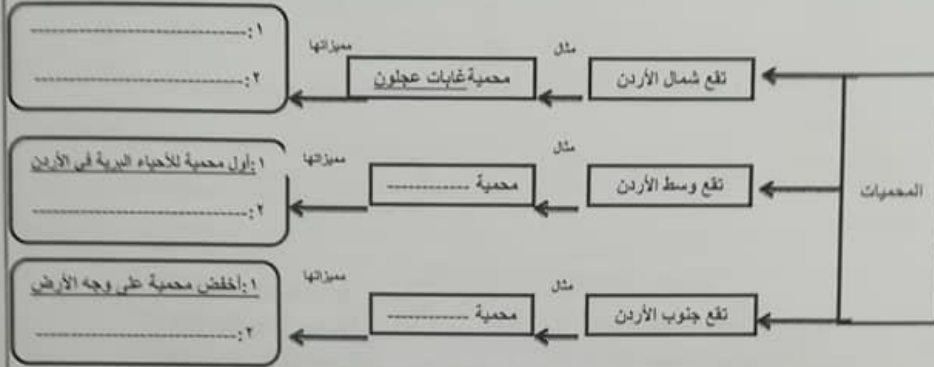 المحميات
تقع شمال الأردن
مثال
محمية غابات عجلون
مميزاتها
١:----------------------
٢:----------------------
تقع وسط الأردن
مثال
محمية ------------
مميزاتها
١:أول محمية للأحياء البرية في الأردن
٢:----------------------
تقع جنوب الأردن
مثال
محمية ------------
مميزاتها
١:أخفض محمية على وجه الأرض
٢:----------------------